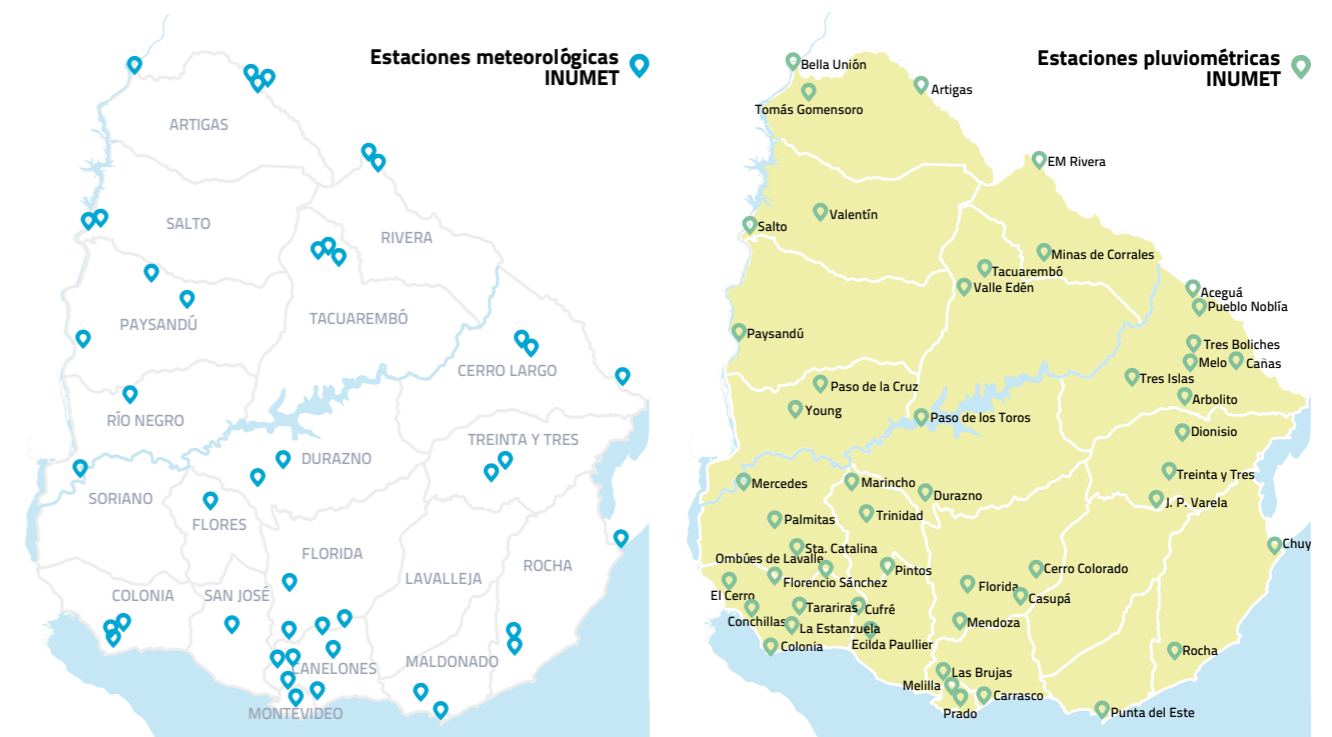 Estaciones meteorológicas
INUMET
ARTIGAS
SALTO
RIVERA
PAYSANDÚ
TACUAREMBÓ
CERRO LARGO
RÍO NEGRO
TREINTA Y TRES
DURAZNO
SORIANO
FLORES
FLORIDA
ROCHA
LAVALLEJA
COLONIA
SAN JOSÉ
CANELONES
MALDONADO
MONTEVIDEO
Estaciones pluviométricas
INUMET
Bella Unión
Artigas
Tomás Gomensoro
EM Rivera
Valentín
Salto
Minas de Corrales
Tacuarembó
Valle Edén
Aceguá
Pueblo Noblía
Paysandú
Tres Boliches
Melo
Cañas
Tres Islas
Paso de la Cruz
Arbolito
Young
Paso de los Toros
Dionisio
Treinta y Tres
Mercedes
Marincho
Durazno
J. P. Varela
Palmitas
Trinidad
Chuy
Sta. Catalina
Ombúes de Lavalle
Cerro Colorado
Pintos
Florencio Sánchez
Florida
El Cerro
Casupá
Tarariras
Cufré
Conchillas
La Estanzuela
Mendoza
Colonia
Ecilda Paullier
Rocha
Las Brujas
Melilla
Carrasco
Prado
Punta del Este